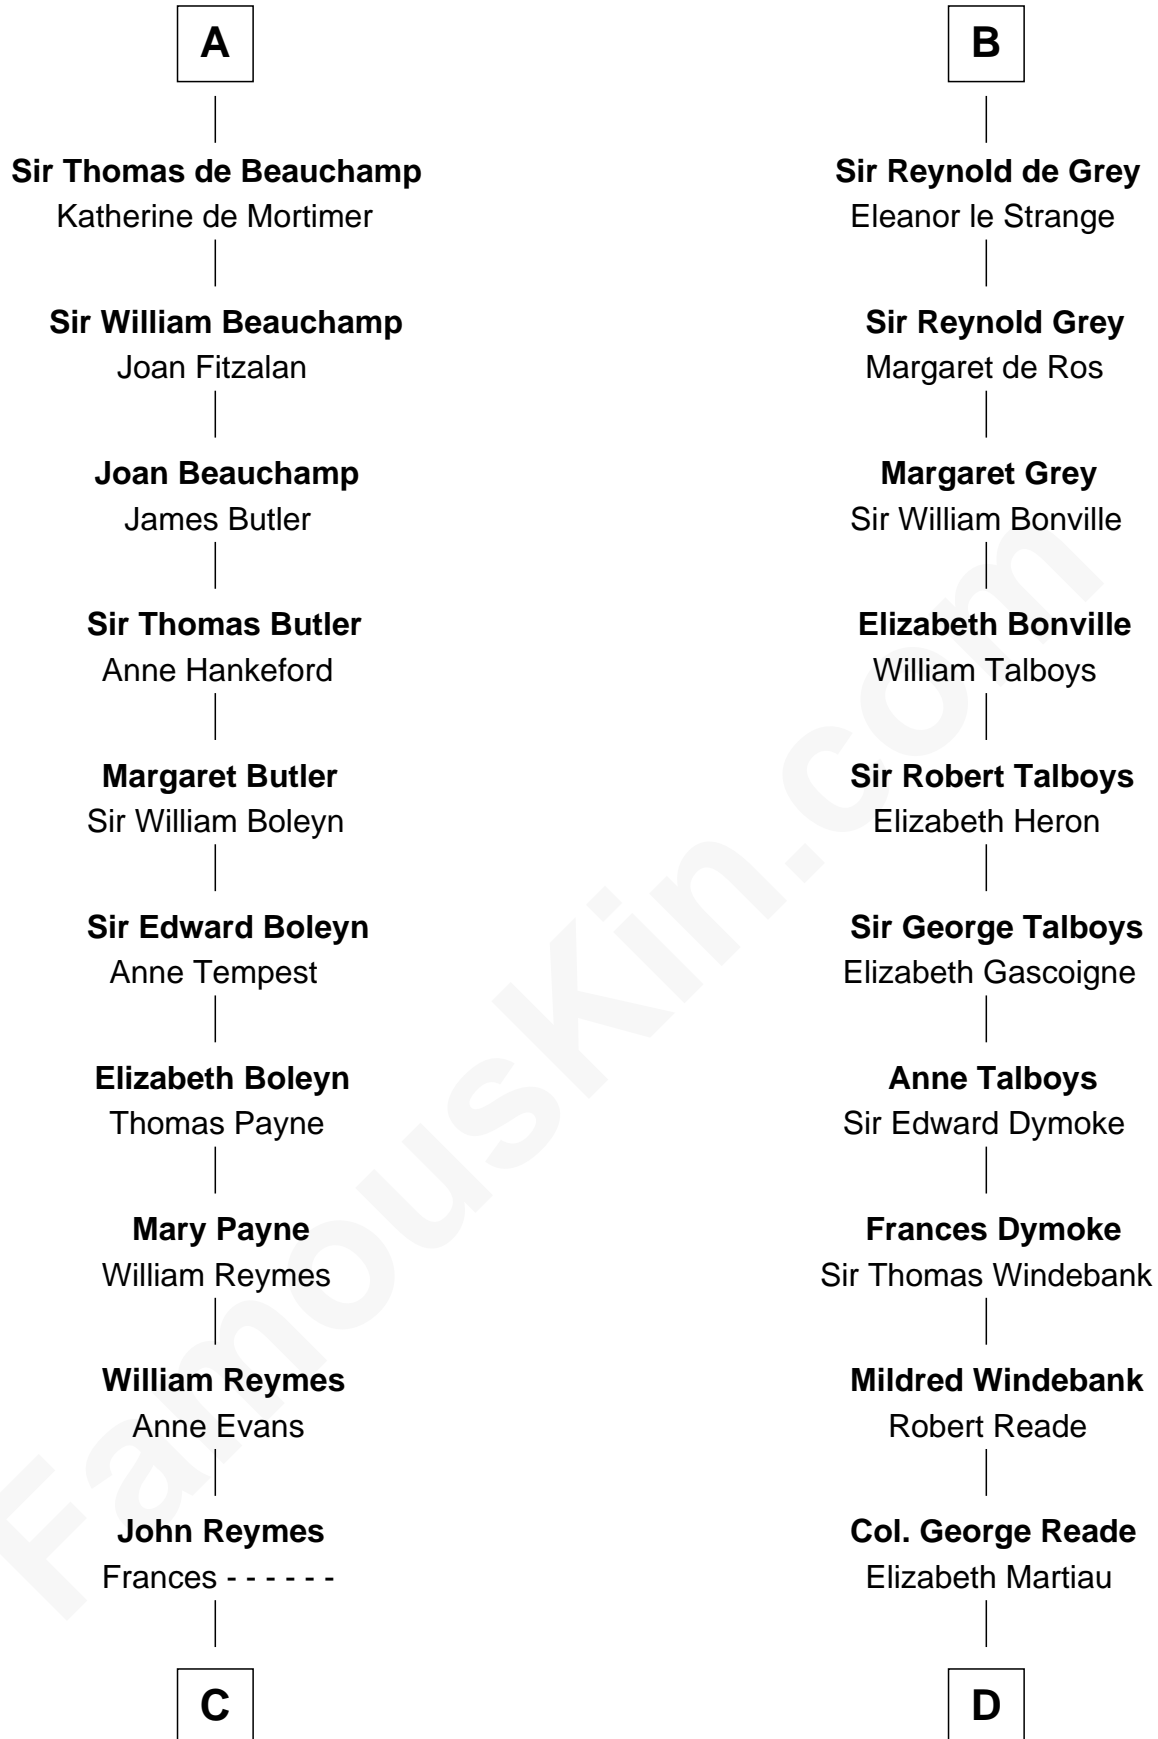 A
Sir Thomas de Beauchamp
Katherine de Mortimer
Sir William Beauchamp
Joan Fitzalan
Joan Beauchamp
James Butler
Sir Thomas Butler
Anne Hankeford
Margaret Butler
Sir William Boleyn
Sir Edward Boleyn
Anne Tempest
Elizabeth Boleyn
Thomas Payne
Mary Payne
William Reymes
William Reymes
Anne Evans
John Reymes
Frances - - - - - -
C
B
Sir Reynold de Grey
Eleanor le Strange
Sir Reynold Grey
Margaret de Ros
Margaret Grey
Sir William Bonville
Elizabeth Bonville
William Talboys
Sir Robert Talboys
Elizabeth Heron
Sir George Talboys
Elizabeth Gascoigne
Anne Talboys
Sir Edward Dymoke
Frances Dymoke
Sir Thomas Windebank
Mildred Windebank
Robert Reade
Col. George Reade
Elizabeth Martiau
D
FamousKin.com